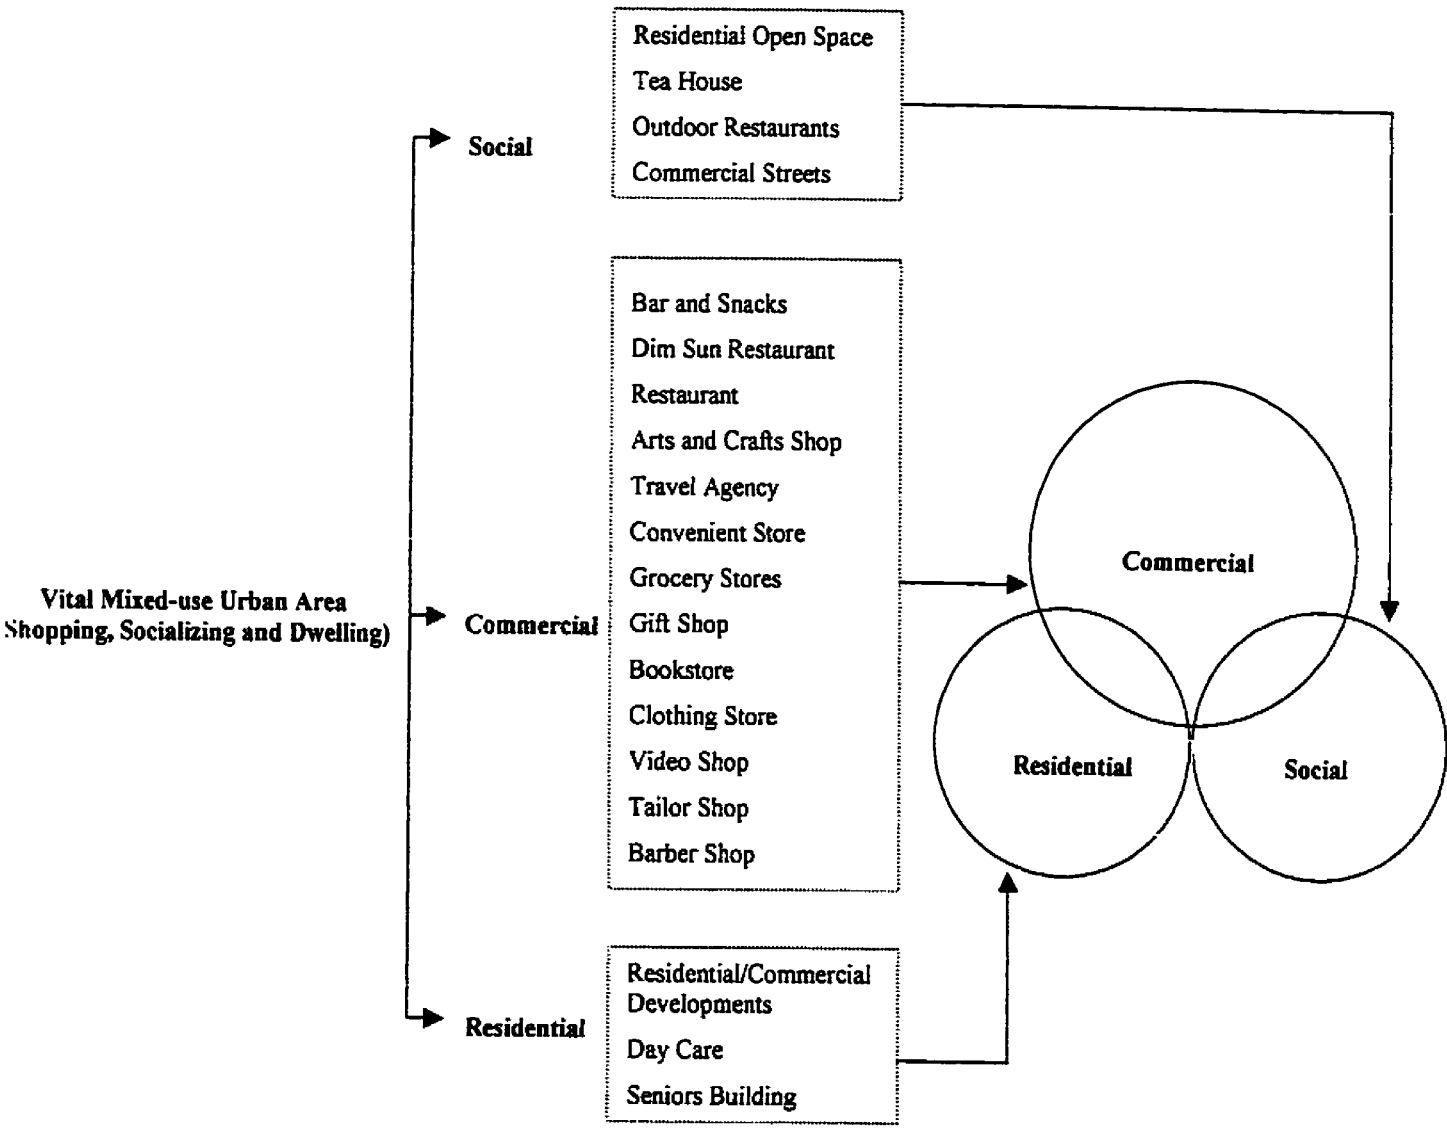 Residential Open Space
Tea House
Outdoor Restaurants
Commercial Streets
Social
Bar and Snacks
Dim Sun Restaurant
Restaurant
Arts and Crafts Shop
Travel Agency
Convenient Store
Grocery Stores
Gift Shop
Bookstore
Clothing Store
Video Shop
Tailor Shop
Barber Shop
Vital Mixed-use Urban Area
Shopping, Socializing and Dwelling)
Commercial
Residential/Commercial
Developments
Day Care
Seniors Building
Residential
Commercial
Residential
Social